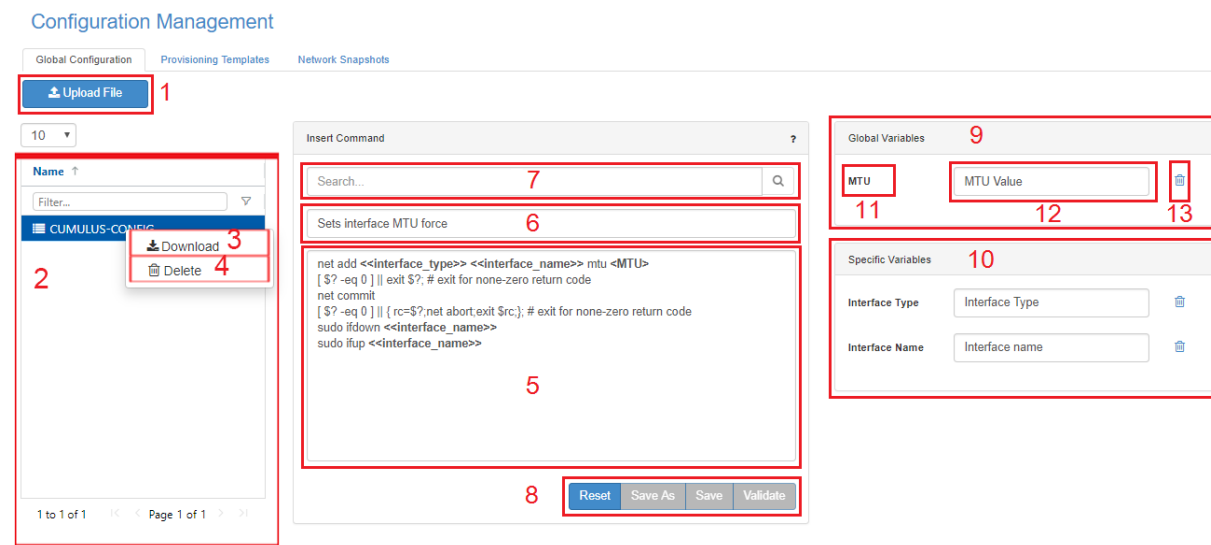 Configuration Management
Global Configuration Provisioning Templates Network Snapshots
Upload File 1
10
Name ↑
Filter...
CUMULUS-CONFIG
Download 3
Delete 4
2
1 to 1 of 1 Page 1 of 1
Insert Command ?
Search... 7
Sets interface MTU force 6
net add <<interface_type>> <<interface_name>> mtu <MTU>
[ $? -eq 0 ] || exit $?; # exit for none-zero return code
net commit
[ $? -eq 0 ] || { rc=$?;net abort;exit $rc;}; # exit for none-zero return code
sudo ifdown <<interface_name>>
sudo ifup <<interface_name>>
5
8 Reset Save As Save Validate
Global Variables 9
MTU MTU Value
11 12 13
Specific Variables 10
Interface Type Interface Type
Interface Name Interface name